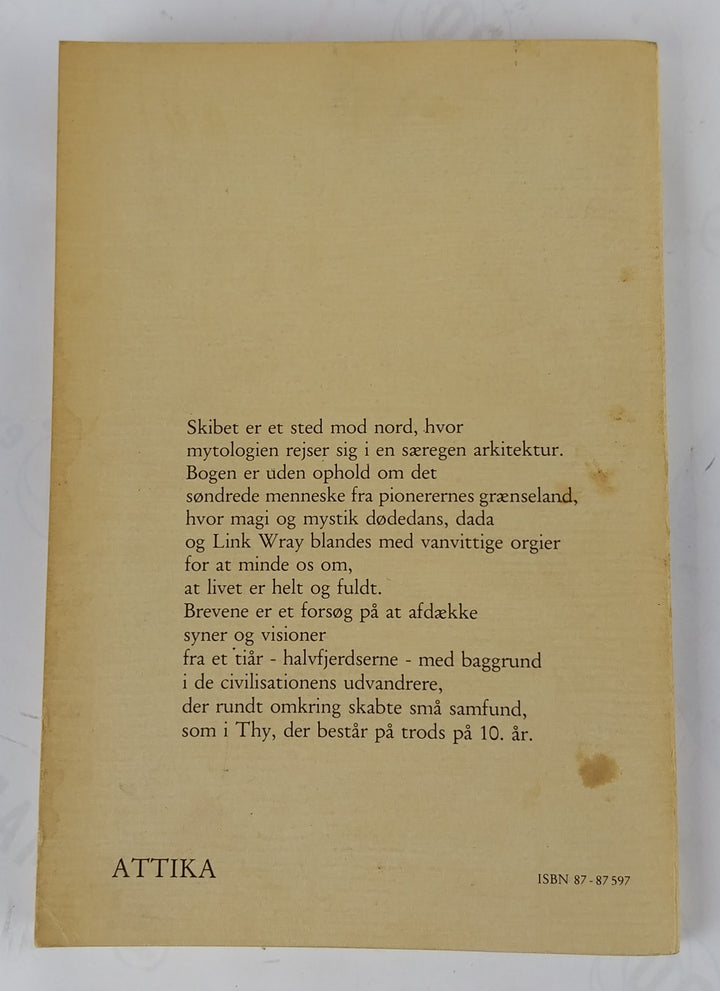 Skibet er et sted mod nord, hvor
mytologien rejser sig i en særegen arkitektur.
Bogen er uden ophold om det
søndrede menneske fra pionerernes grænseland,
hvor magi og mystik dødedans, dada
og Link Wray blandes med vanvittige orgier
for at minde os om,
at livet er helt og fuldt.
Brevene er et forsøg på at afdække
syner og visioner
fra et tiår - halvfjerdserne - med baggrund
i de civilisationens udvandrere,
der rundt omkring skabte små samfund,
som i Thy, der består på trods på 10. år.
ATTIKA
ISBN 87-87597